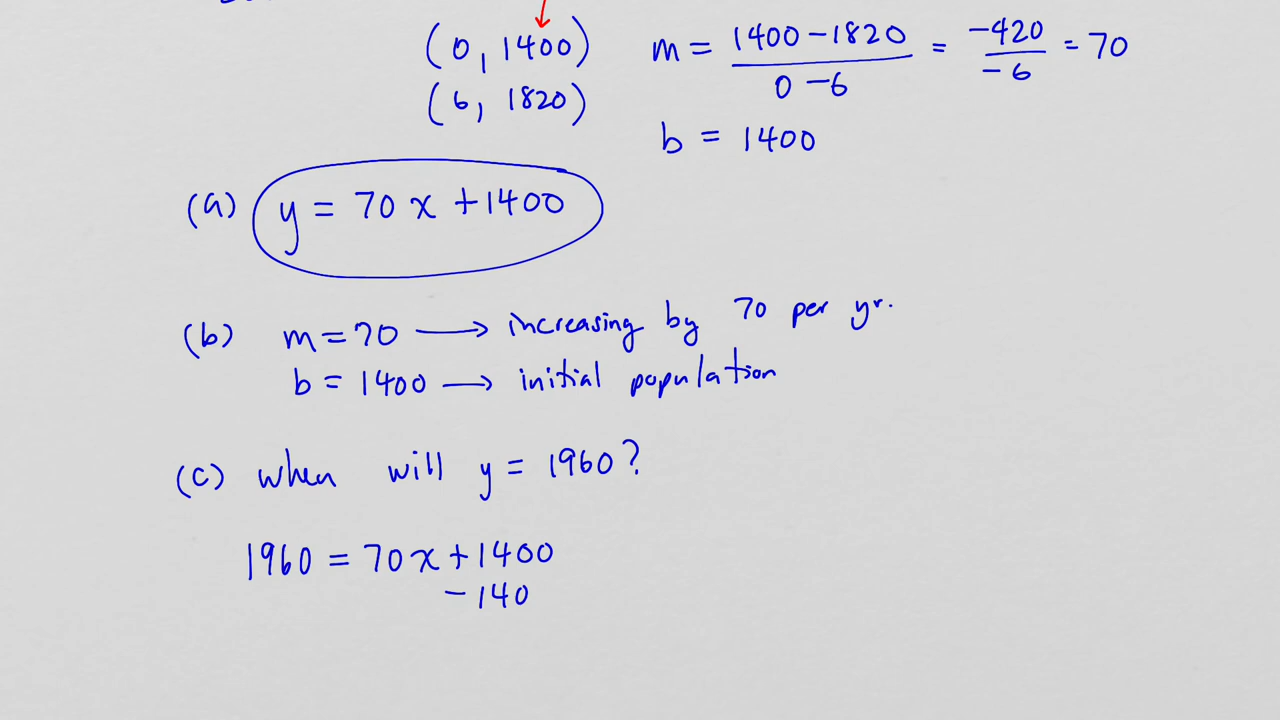 (0, 1400) m = 1400 - 1820 / 0 - 6 = -420 / -6 = 70
(6, 1820)
b = 1400
(a) y = 70x + 1400
(b) m = 70 → increasing by 70 per yr.
b = 1400 → initial population
(c) when will y = 1960?
1960 = 70x + 1400
- 140